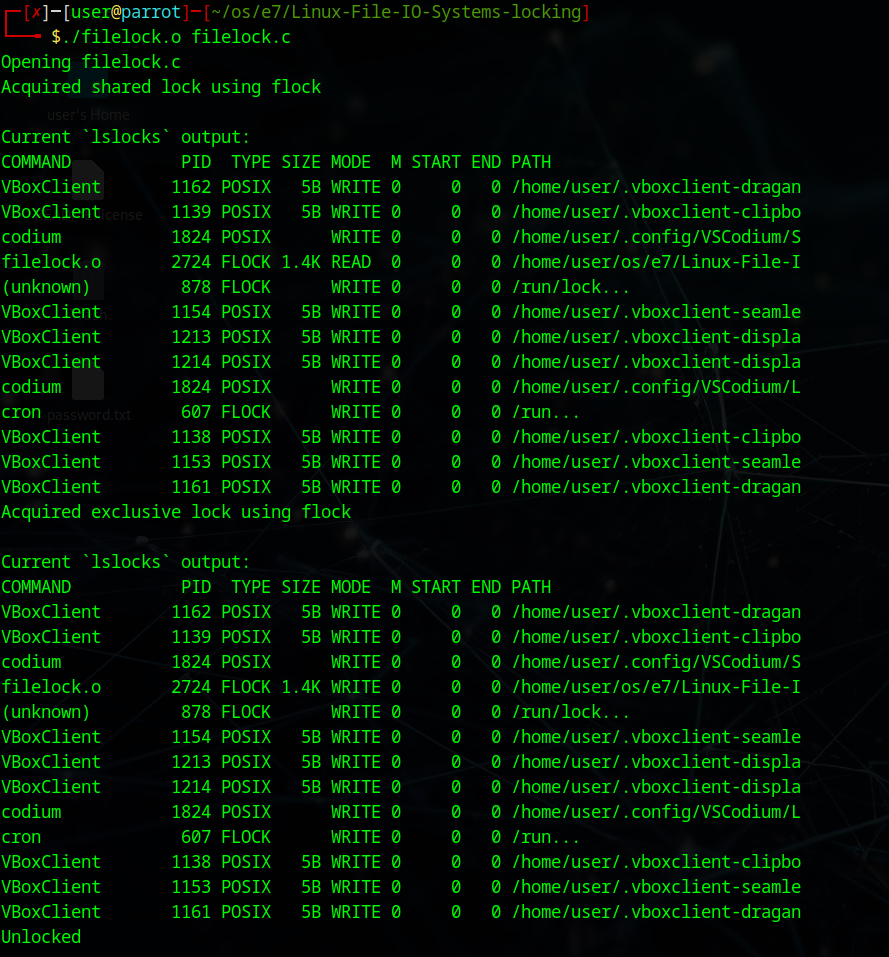 [✗]─[user@parrot]─[~/os/e7/Linux-File-IO-Systems-locking]
$./filelock.o filelock.c
Opening filelock.c
Acquired shared lock using flock
user's Home
Current `lslocks` output:
COMMAND           PID  TYPE SIZE MODE  M START END PATH
VBoxClient       1162 POSIX   5B WRITE 0     0   0 /home/user/.vboxclient-dragan
VBoxClient       1139 POSIX   5B WRITE 0     0   0 /home/user/.vboxclient-clipbo
codium           1824 POSIX      WRITE 0     0   0 /home/user/.config/VSCodium/S
filelock.o       2724 FLOCK 1.4K READ  0     0   0 /home/user/os/e7/Linux-File-I
(unknown)         878 FLOCK      WRITE 0     0   0 /run/lock...
VBoxClient       1154 POSIX   5B WRITE 0     0   0 /home/user/.vboxclient-seamle
VBoxClient       1213 POSIX   5B WRITE 0     0   0 /home/user/.vboxclient-displa
VBoxClient       1214 POSIX   5B WRITE 0     0   0 /home/user/.vboxclient-displa
codium           1824 POSIX      WRITE 0     0   0 /home/user/.config/VSCodium/L
cron              607 FLOCK      WRITE 0     0   0 /run...
password.txt
VBoxClient       1138 POSIX   5B WRITE 0     0   0 /home/user/.vboxclient-clipbo
VBoxClient       1153 POSIX   5B WRITE 0     0   0 /home/user/.vboxclient-seamle
VBoxClient       1161 POSIX   5B WRITE 0     0   0 /home/user/.vboxclient-dragan
Acquired exclusive lock using flock
Current `lslocks` output:
COMMAND           PID  TYPE SIZE MODE  M START END PATH
VBoxClient       1162 POSIX   5B WRITE 0     0   0 /home/user/.vboxclient-dragan
VBoxClient       1139 POSIX   5B WRITE 0     0   0 /home/user/.vboxclient-clipbo
codium           1824 POSIX      WRITE 0     0   0 /home/user/.config/VSCodium/S
filelock.o       2724 FLOCK 1.4K WRITE 0     0   0 /home/user/os/e7/Linux-File-I
(unknown)         878 FLOCK      WRITE 0     0   0 /run/lock...
VBoxClient       1154 POSIX   5B WRITE 0     0   0 /home/user/.vboxclient-seamle
VBoxClient       1213 POSIX   5B WRITE 0     0   0 /home/user/.vboxclient-displa
VBoxClient       1214 POSIX   5B WRITE 0     0   0 /home/user/.vboxclient-displa
codium           1824 POSIX      WRITE 0     0   0 /home/user/.config/VSCodium/L
cron              607 FLOCK      WRITE 0     0   0 /run...
VBoxClient       1138 POSIX   5B WRITE 0     0   0 /home/user/.vboxclient-clipbo
VBoxClient       1153 POSIX   5B WRITE 0     0   0 /home/user/.vboxclient-seamle
VBoxClient       1161 POSIX   5B WRITE 0     0   0 /home/user/.vboxclient-dragan
Unlocked